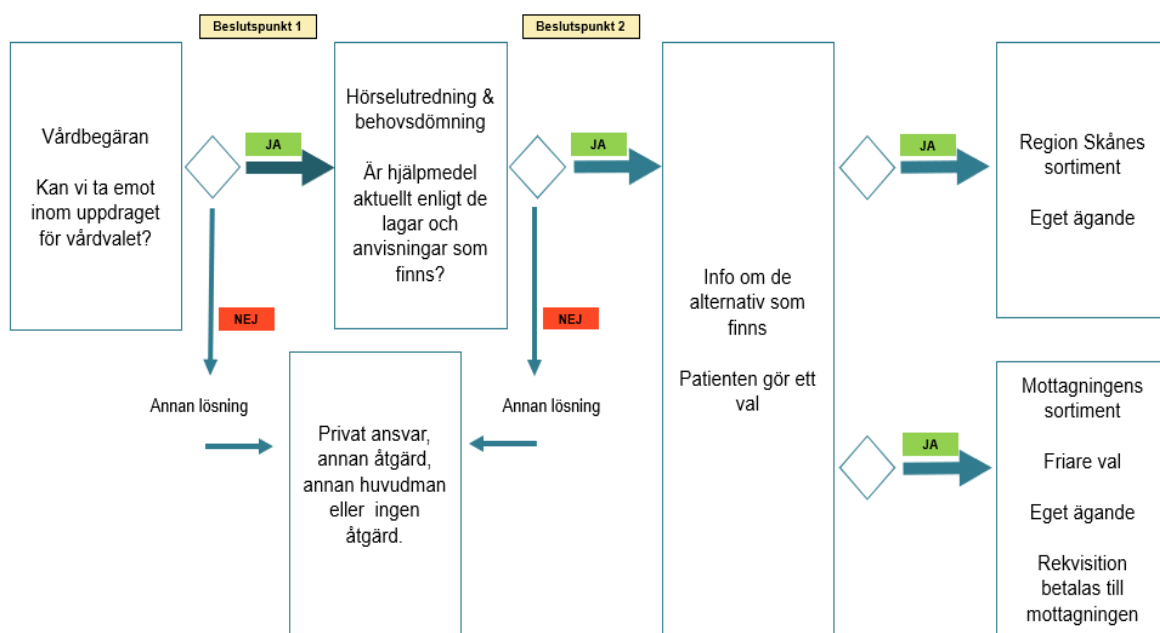 Beslutspunkt 1
Beslutspunkt 2
Vårdbegäran
Kan vi ta emot
inom uppdraget
för vårdvalet?
JA
NEJ
Annan lösning
Hörselutredning &
behovsdömning
Är hjälpmedel
aktuellt enligt de
lagar och
anvisningar som
finns?
JA
NEJ
Annan lösning
Privat ansvar,
annan åtgärd,
annan huvudman
eller ingen
åtgärd.
Info om de
alternativ som
finns
Patienten gör ett
val
JA
Region Skånes
sortiment
Eget ägande
JA
Mottagningens
sortiment
Friare val
Eget ägande
Rekvisition
betalas till
mottagningen